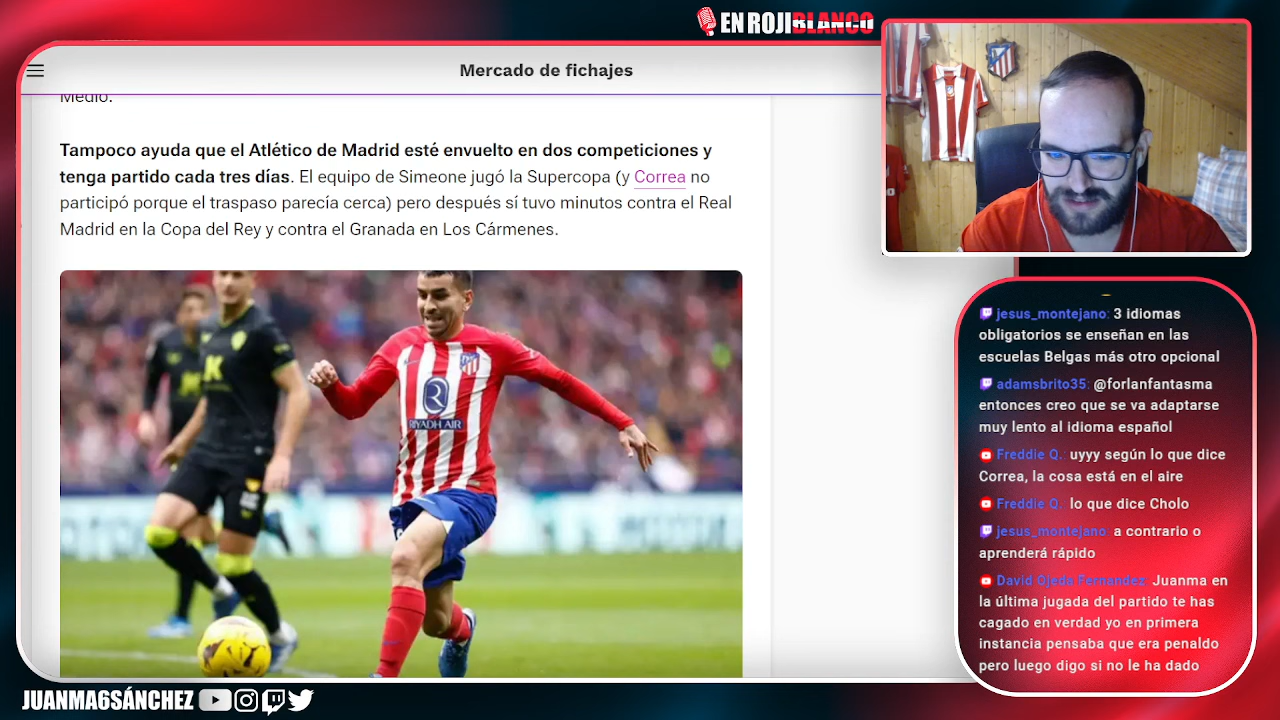 EN ROJIBLANCO
Mercado de fichajes
Medio.
Tampoco ayuda que el Atlético de Madrid esté envuelto en dos competiciones y
tenga partido cada tres días. El equipo de Simeone jugó la Supercopa (y Correa no
participó porque el traspaso parecía cerca) pero después sí tuvo minutos contra el Real
Madrid en la Copa del Rey y contra el Granada en Los Cármenes.
RIYADH AIR
jesus_montejano: 3 idiomas
obligatorios se enseñan en las
escuelas Belgas más otro opcional
adamsbrito35: @forlanfantasma
entonces creo que se va adaptarse
muy lento al idioma español
Freddie Q.: uyyy según lo que dice
Correa, la cosa está en el aire
Freddie Q.: lo que dice Cholo
jesus_montejano: a contrario o
aprenderá rápido
David Ojeda Fernandez: Juanma en
la última jugada del partido te has
cagado en verdad yo en primera
instancia pensaba que era penaldo
pero luego digo si no le ha dado
JUANMA6SÁNCHEZ